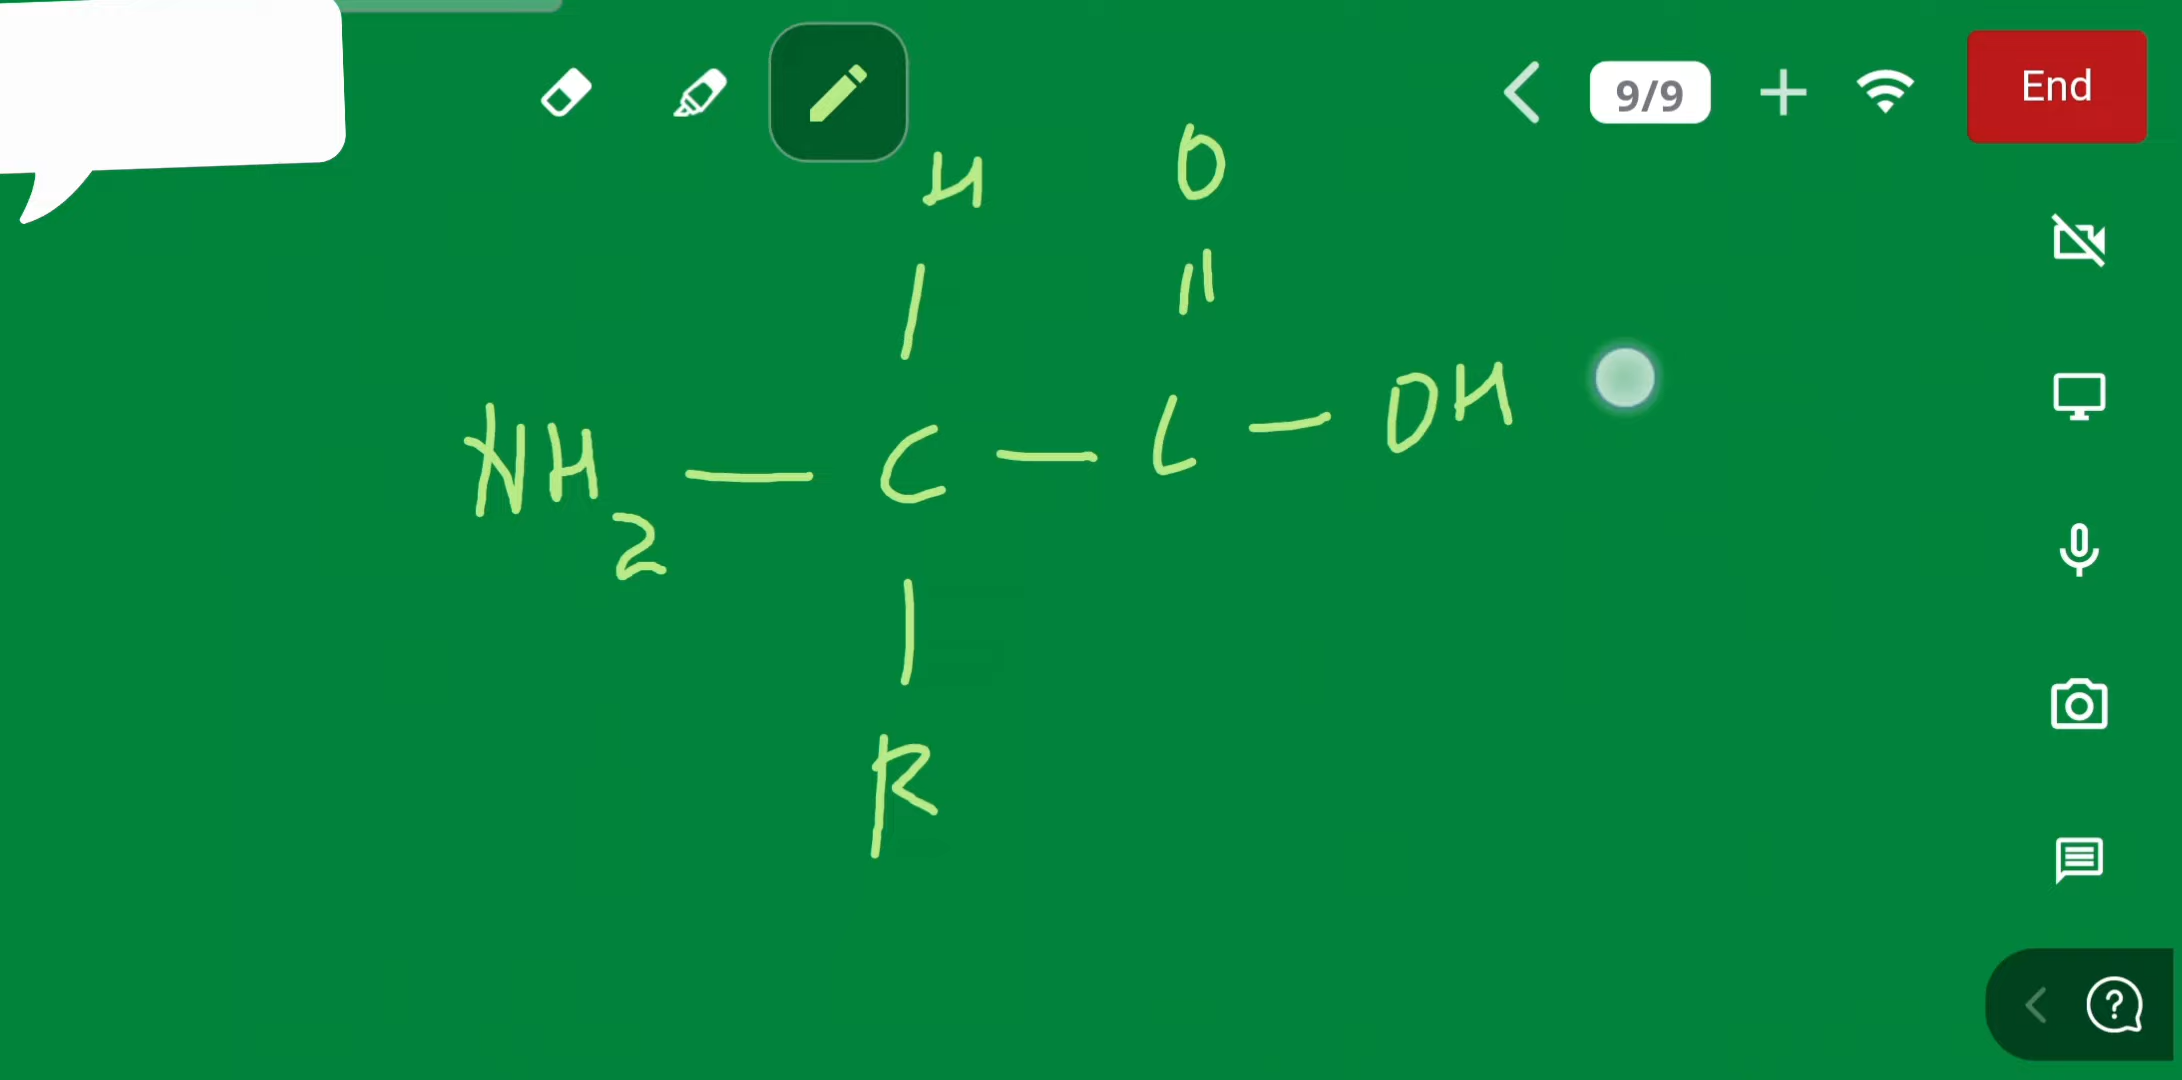 9/9
End
H O
| ||
NH2 — C — C — OH
|
R